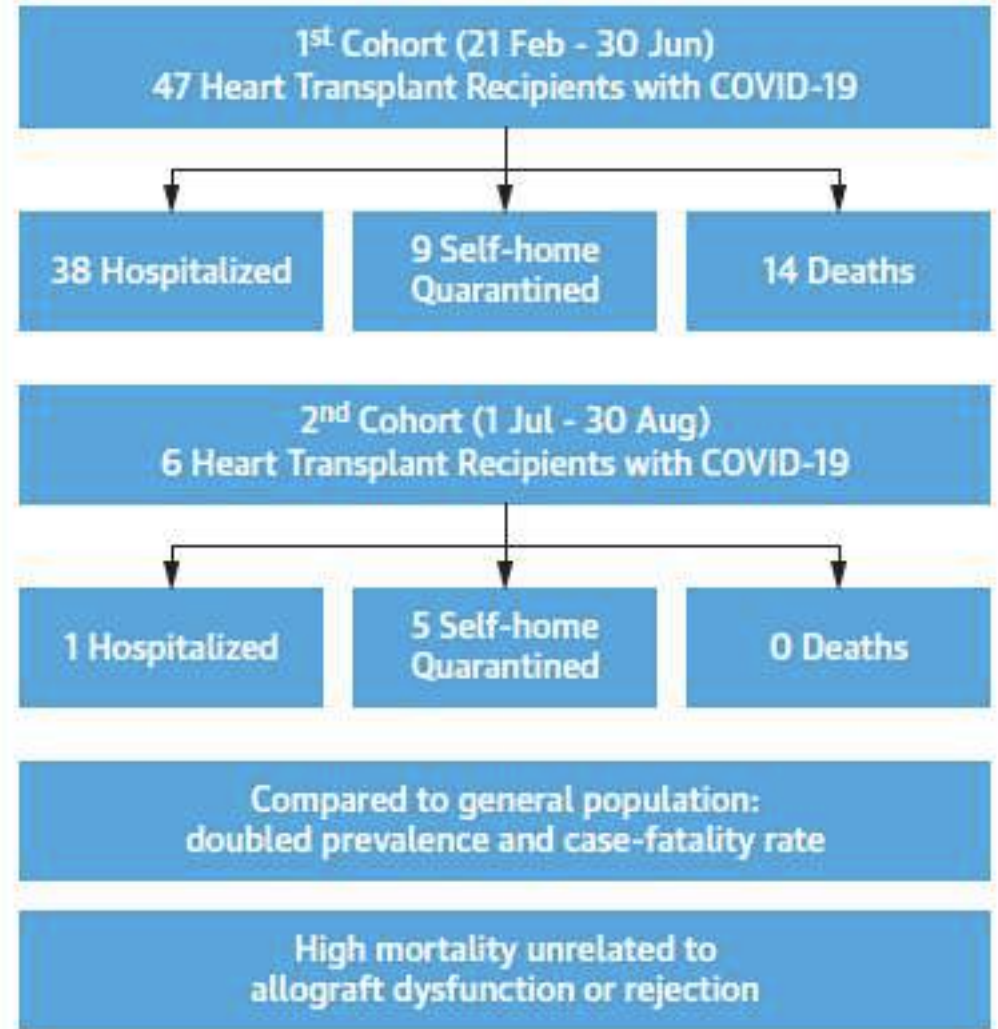 1st Cohort (21 Feb - 30 Jun)
47 Heart Transplant Recipients with COVID-19
38 Hospitalized
9 Self-home
Quarantined
14 Deaths
2nd Cohort (1 Jul - 30 Aug)
6 Heart Transplant Recipients with COVID-19
1 Hospitalized
5 Self-home
Quarantined
0 Deaths
Compared to general population:
doubled prevalence and case-fatality rate
High mortality unrelated to
allograft dysfunction or rejection